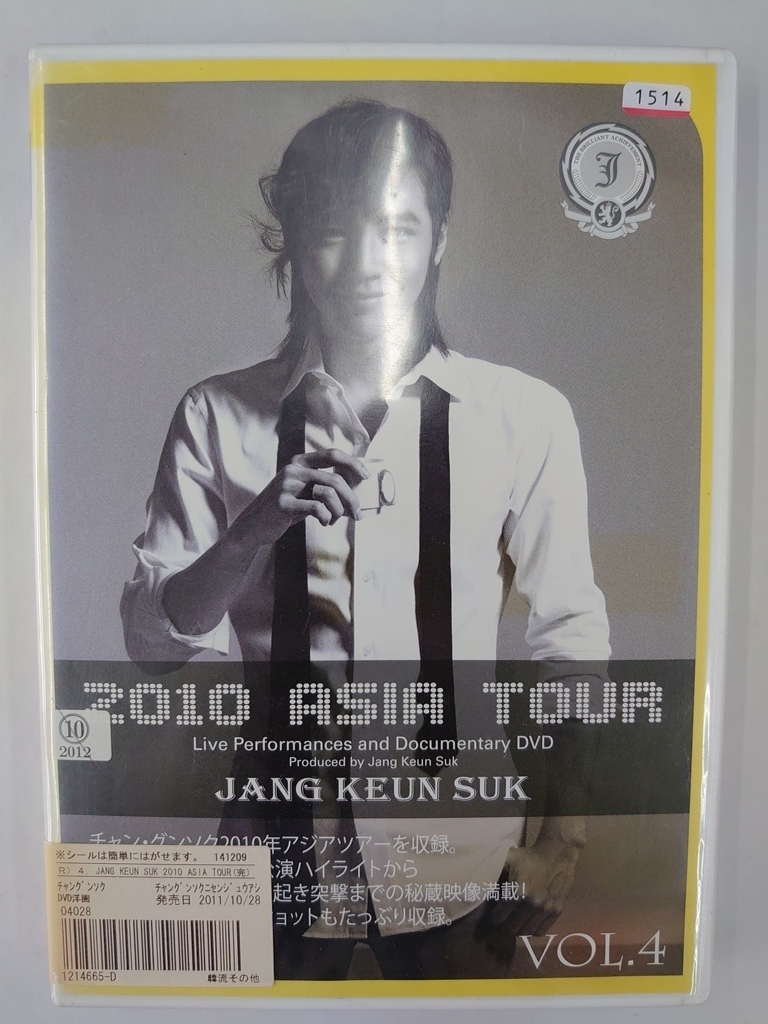 1514
THE BRILLIANT ACHIEVEMENT
J
2010 ASIA TOUR
10
2012
Live Performances and Documentary DVD
Produced by Jang Keun Suk
JANG KEUN SUK
チャン・グンソク2010年アジアツアーを収録。
公演ハイライトから
起き突撃までの秘蔵映像満載!
ョットもたっぷり収録。
※シールは簡単にはがせます。 141209
R) 4. JANG KEUN SUK 2010 ASIA TOUR(完)
チャングンソク チャングンソクニセンジュウアシ
DVD洋画 発売日 2011/10/28
04028
1214665-D 韓流その他
VOL.4